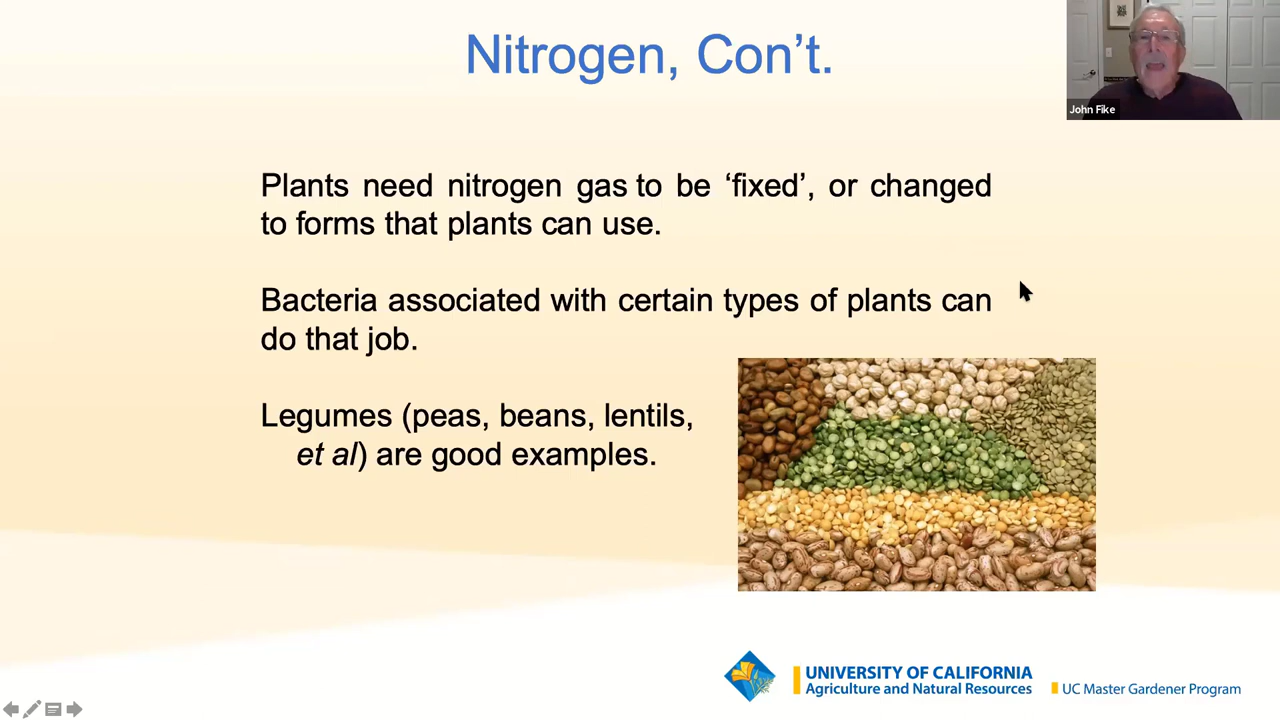 Nitrogen, Con’t.
John Fike
Plants need nitrogen gas to be ‘fixed’, or changed
to forms that plants can use.
Bacteria associated with certain types of plants can
do that job.
Legumes (peas, beans, lentils,
et al) are good examples.
UNIVERSITY OF CALIFORNIA
Agriculture and Natural Resources
UC Master Gardener Program